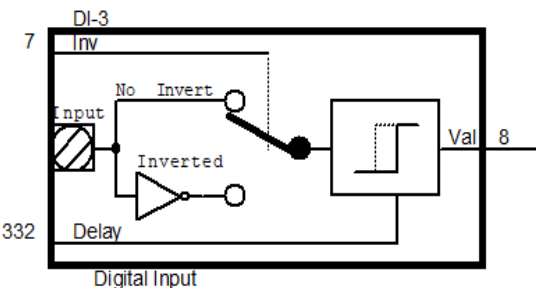 DI-3
7 Inv
No Invert
Input
Val 8
Inverted
332 Delay
Digital Input